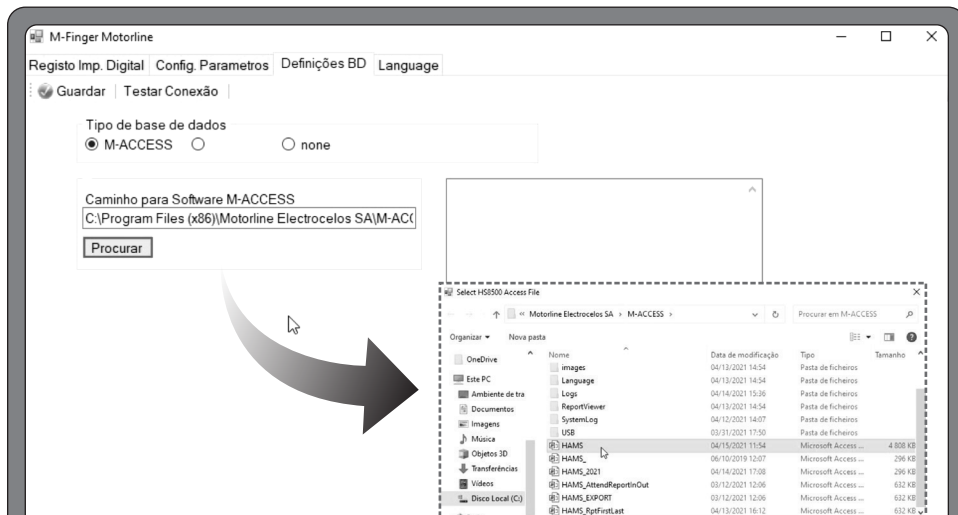 M-Finger Motorline
Registo Imp. Digital Config. Parametros Definições BD Language
Guardar Testar Conexão
Tipo de base de dados
M-ACCESS none
Caminho para Software M-ACCESS
C:\Program Files (x86)\Motorline Electrocelos SA\M-ACC
Procurar
Select HS8500 Access File
« Motorline Electrocelos SA › M-ACCESS › Procurar em M-ACCESS
Organizar Nova pasta
OneDrive
Este PC
Ambiente de tra
Documentos
Imagens
Música
Objetos 3D
Transferências
Vídeos
Disco Local (C:)
Nome Data de modificação Tipo Tamanho
images 04/13/2021 14:54 Pasta de ficheiros
Language 04/13/2021 14:54 Pasta de ficheiros
Logs 04/14/2021 15:36 Pasta de ficheiros
ReportViewer 04/13/2021 14:54 Pasta de ficheiros
SystemLog 04/12/2021 14:07 Pasta de ficheiros
USB 03/31/2021 17:50 Pasta de ficheiros
HAMS 04/15/2021 11:54 Microsoft Access ... 4 808 KB
HAMS_ 06/10/2019 12:07 Microsoft Access ... 296 KB
HAMS_2021 04/14/2021 17:08 Microsoft Access ... 296 KB
HAMS_AttendReportInOut 03/12/2021 12:06 Microsoft Access ... 632 KB
HAMS_EXPORT 03/12/2021 12:06 Microsoft Access ... 632 KB
HAMS_RptFirstLast 04/13/2021 16:12 Microsoft Access ... 632 KB